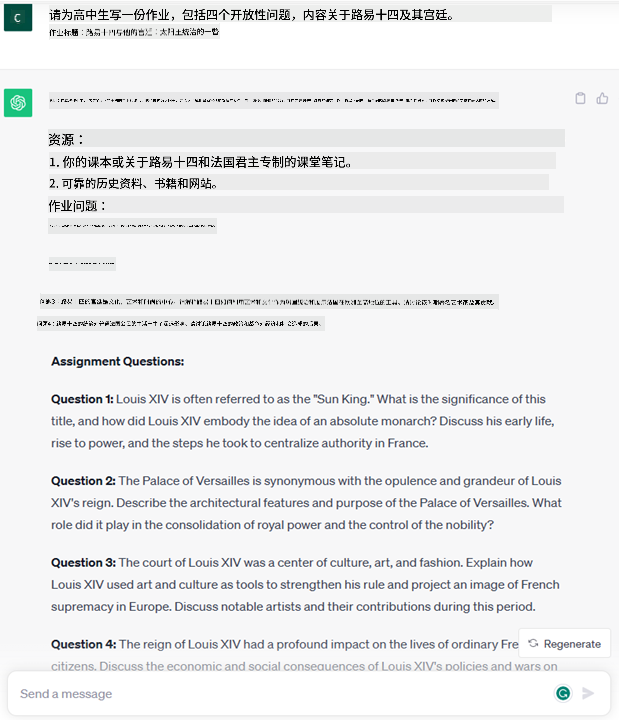 C
请为高中生写一份作业，包括四个开放性问题，内容关于路易十四及其宫廷。
作业标题：路易十四与他的宫廷：太阳王统治的一瞥
资源：
1. 你的课本或关于路易十四和法国君主专制的课堂笔记。
2. 可靠的历史资料、书籍和网站。
作业问题：
Assignment Questions:
Question 1: Louis XIV is often referred to as the "Sun King." What is the significance of this
title, and how did Louis XIV embody the idea of an absolute monarch? Discuss his early life,
rise to power, and the steps he took to centralize authority in France.
Question 2: The Palace of Versailles is synonymous with the opulence and grandeur of Louis
XIV's reign. Describe the architectural features and purpose of the Palace of Versailles. What
role did it play in the consolidation of royal power and the control of the nobility?
Question 3: The court of Louis XIV was a center of culture, art, and fashion. Explain how
Louis XIV used art and culture as tools to strengthen his rule and project an image of French
supremacy in Europe. Discuss notable artists and their contributions during this period.
Question 4: The reign of Louis XIV had a profound impact on the lives of ordinary Fre
Regenerate
citizens. Discuss the economic and social consequences of Louis XIV's policies and wars on
Send a message